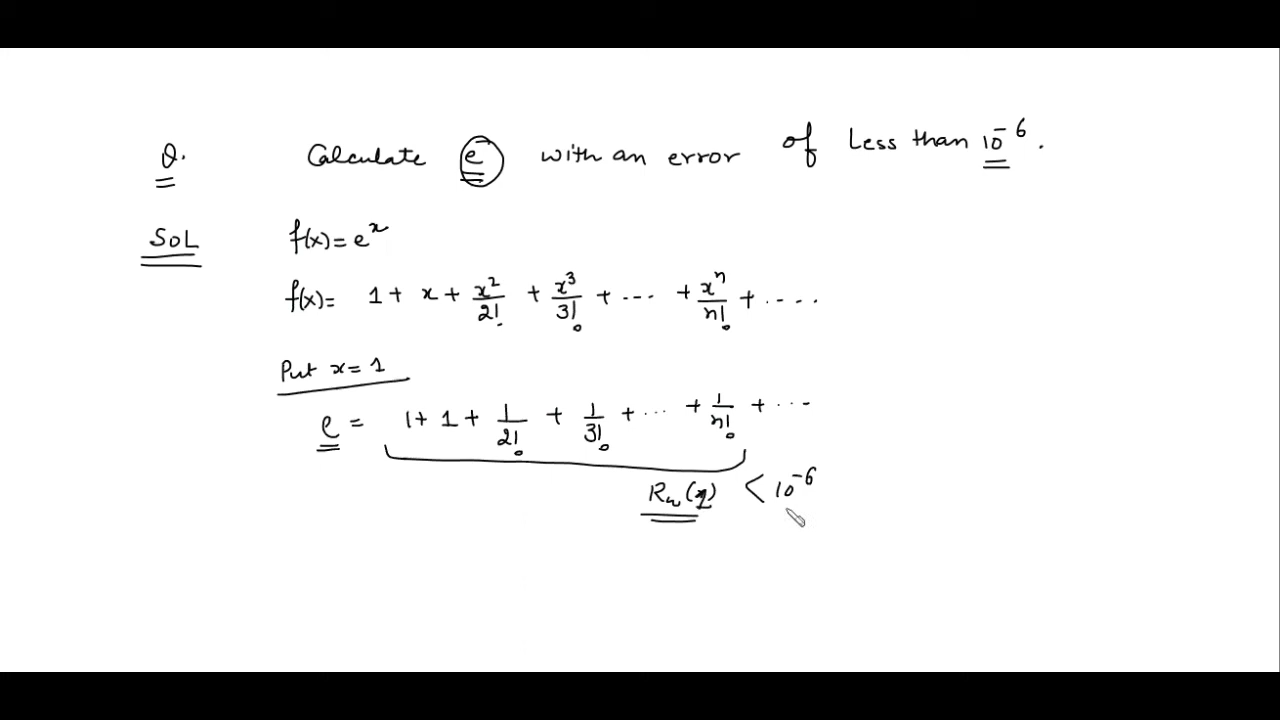 Q. Calculate e with an error of Less than 10⁻⁶.
SOL f(x) = eˣ
f(x) = 1 + x + x²/2! + x³/3! + --- + xⁿ/n! + ----
Put x = 1
e = 1 + 1 + 1/2! + 1/3! + ... + 1/n! + ---
Rₙ(1) < 10⁻⁶